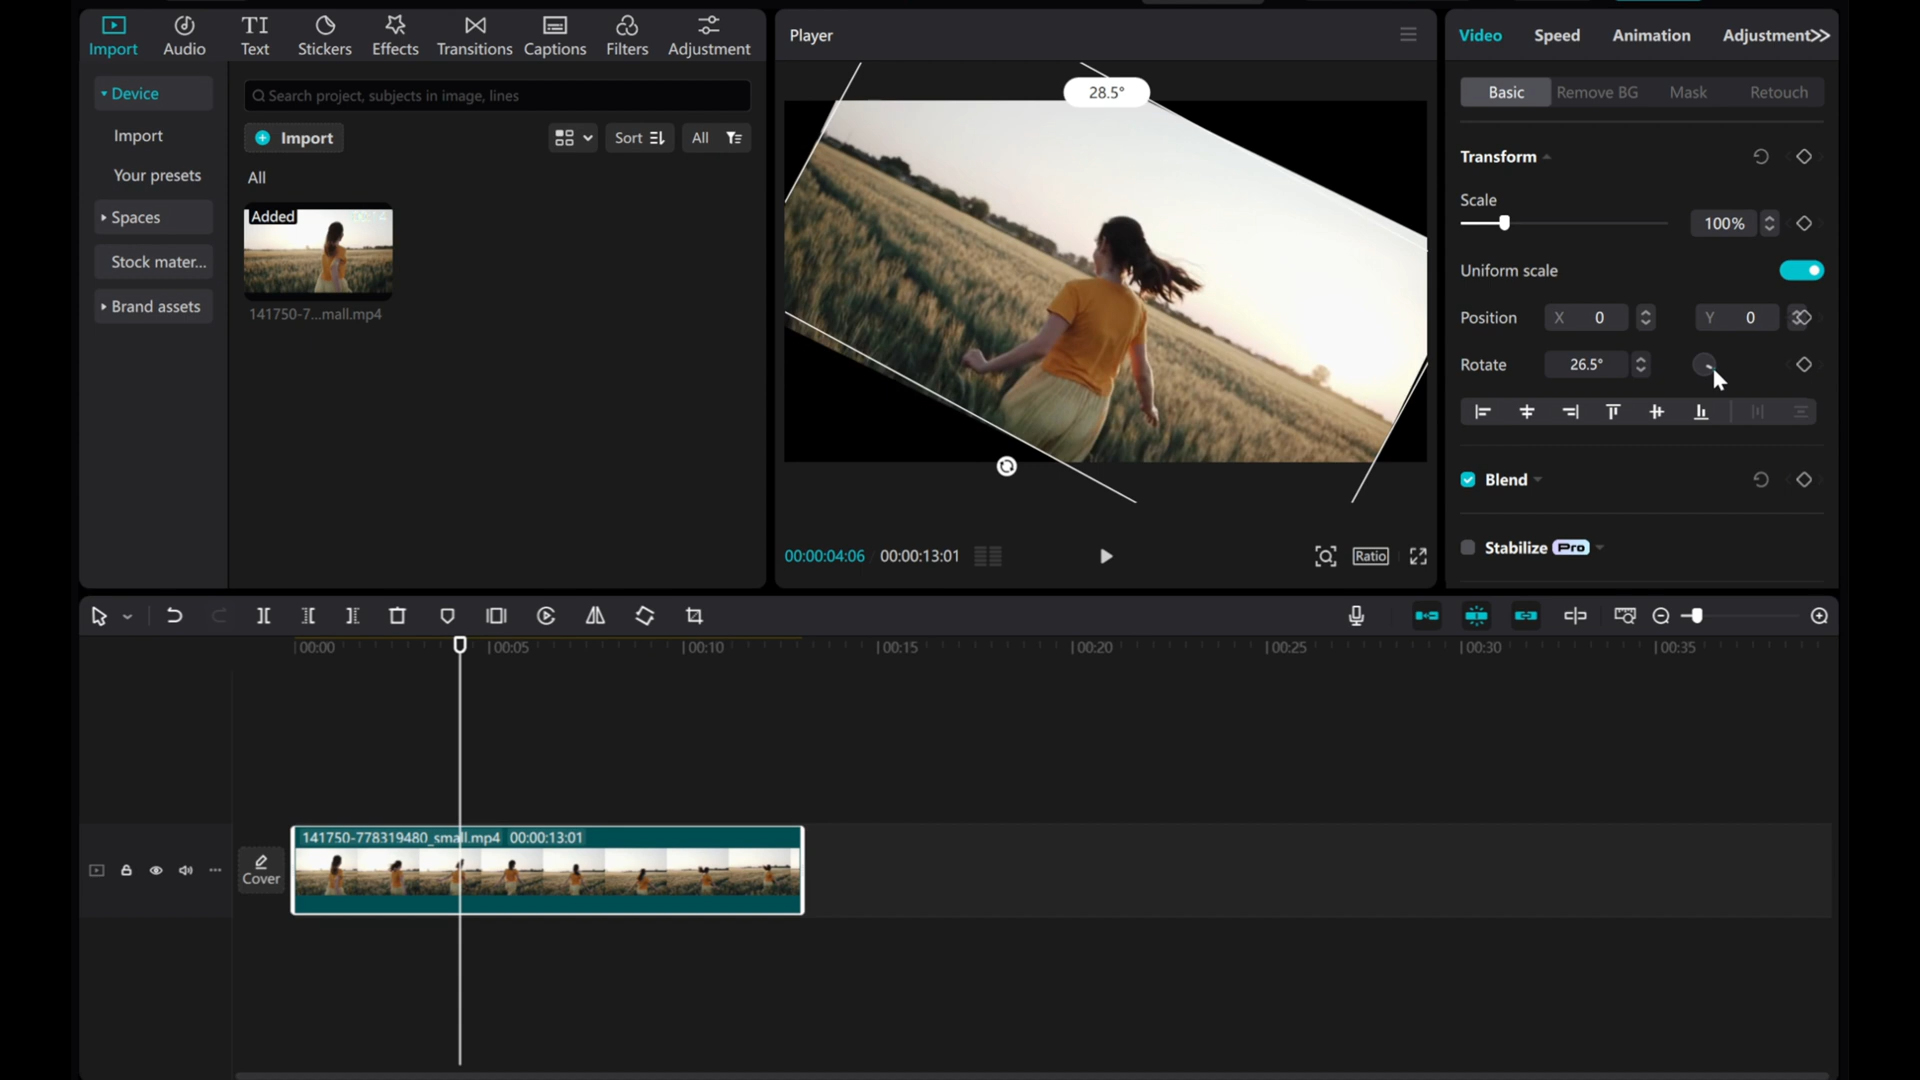 Import Audio Text Stickers Effects Transitions Captions Filters Adjustment
Device
Import
Your presets
Spaces
Stock mater...
Brand assets
Search project, subjects in image, lines
Import
Sort
All
All
Added
141750-7...mall.mp4
Player
28.5°
00:00:04:06 00:00:13:01
Ratio
Video Speed Animation Adjustment
Basic Remove BG Mask Retouch
Transform
Scale
100%
Uniform scale
Position X 0 Y 0
Rotate 26.5°
Blend
Stabilize Pro
00:00 00:05 00:10 00:15 00:20 00:25 00:30 00:35
Cover
141750-778319480_small.mp4 00:00:13:01